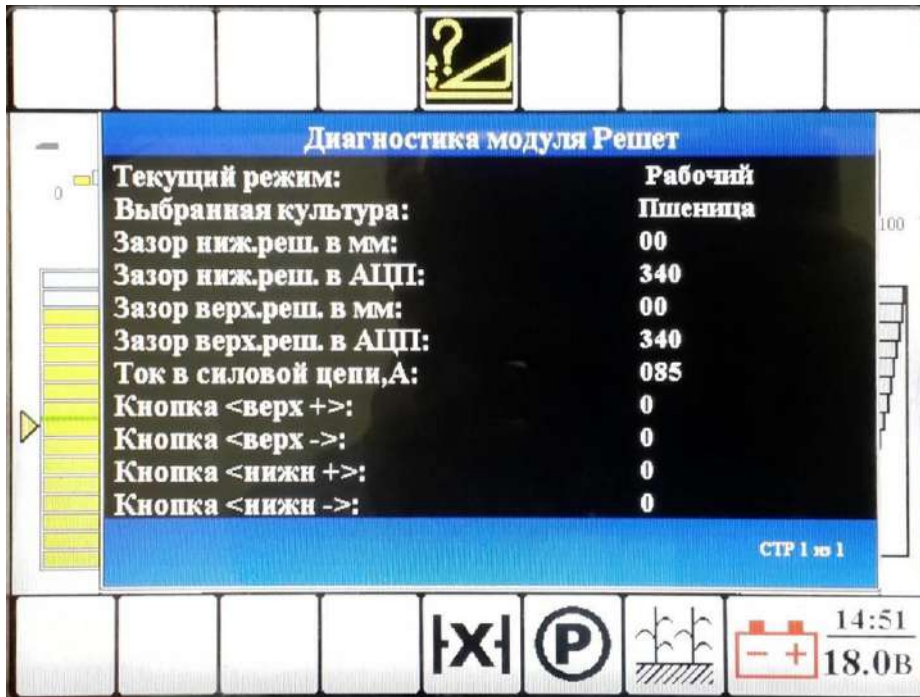 Диагностика модуля Решет
Текущий режим: Рабочий
Выбранная культура: Пшеница
Зазор ниж.реш. в мм: 00
Зазор ниж.реш. в АЦП: 340
Зазор верх.реш. в мм: 00
Зазор верх.реш. в АЦП: 340
Ток в силовой цепи,А: 085
Кнопка <верх +>: 0
Кнопка <верх ->: 0
Кнопка <нижн +>: 0
Кнопка <нижн ->: 0
0
100
СТР 1 из 1
P
14:51
18.0В